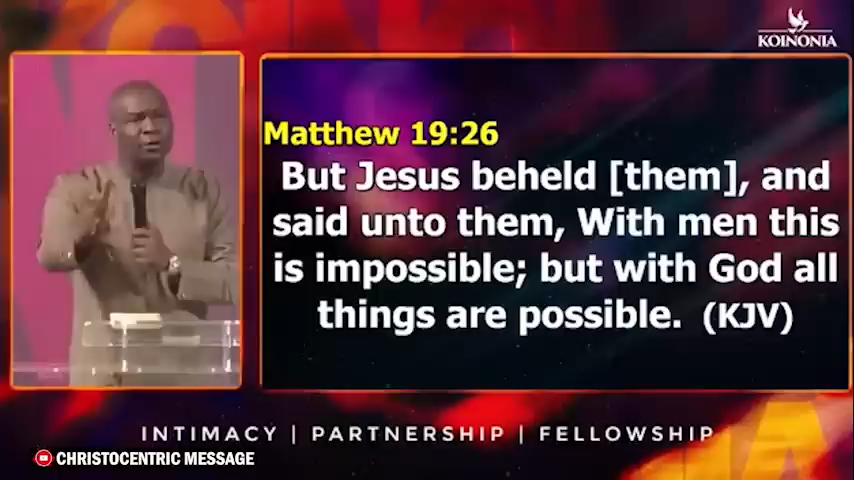 KOINONIA
Matthew 19:26
But Jesus beheld [them], and
said unto them, With men this
is impossible; but with God all
things are possible. (KJV)
INTIMACY | PARTNERSHIP | FELLOWSHIP
CHRISTOCENTRIC MESSAGE